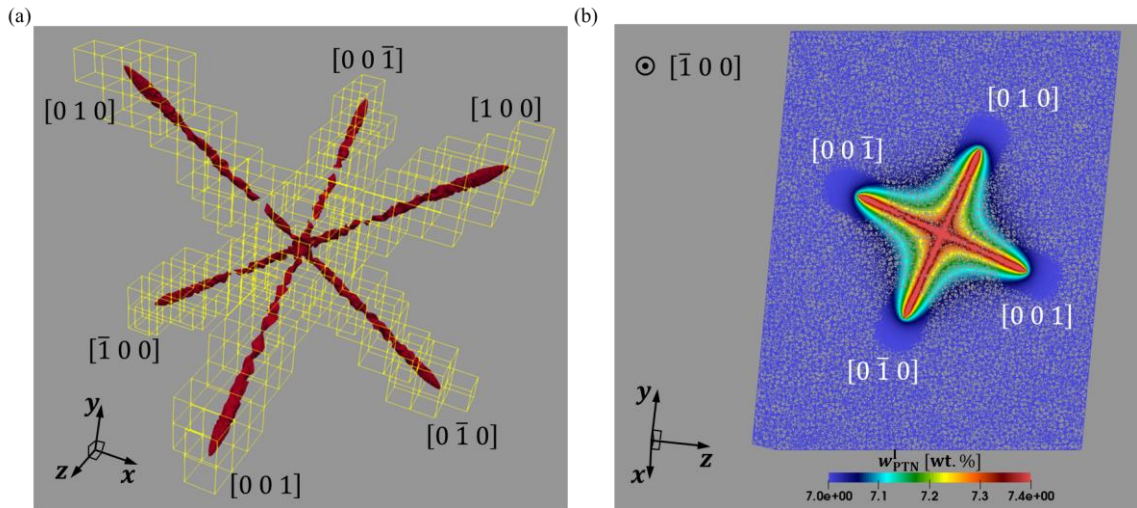 (a)
(b)
[0 1 0]
[0 0 1̅]
[1 0 0]
[1̅ 0 0]
[0 0 1]
[0 1̅ 0]
y
z
x
[1̅ 0 0]
[0 1 0]
[0 0 1̅]
[0 0 1]
[0 1̅ 0]
y
z
x
w^l_PTN [wt. %]
7.0e+00 7.1 7.2 7.3 7.4e+00